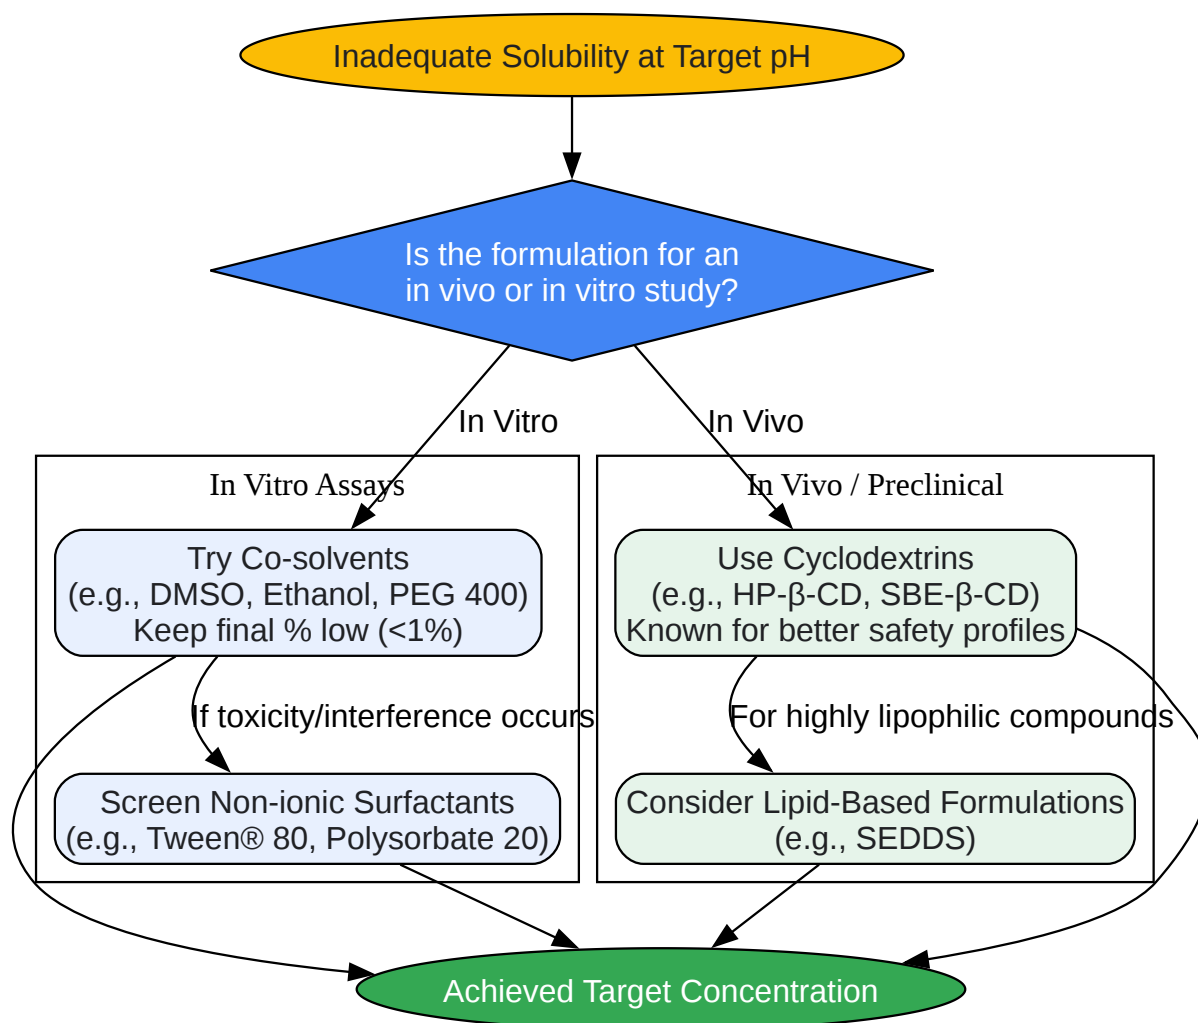 Inadequate Solubility at Target pH
Is the formulation for an
in vivo or in vitro study?
In Vitro
In Vivo
In Vitro Assays
Try Co-solvents
(e.g., DMSO, Ethanol, PEG 400)
Keep final % low (<1%)
If toxicity/interference occurs
Screen Non-ionic Surfactants
(e.g., Tween® 80, Polysorbate 20)
In Vivo / Preclinical
Use Cyclodextrins
(e.g., HP-β-CD, SBE-β-CD)
Known for better safety profiles
For highly lipophilic compounds
Consider Lipid-Based Formulations
(e.g., SEDDS)
Achieved Target Concentration